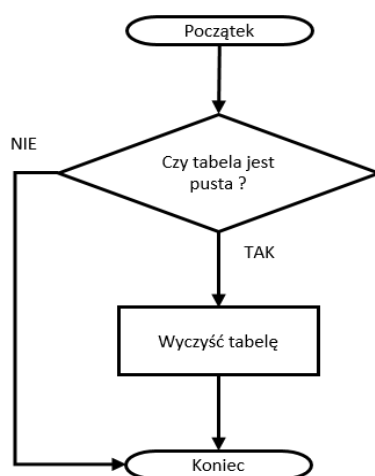 Początek
NIE
Czy tabela jest
pusta ?
TAK
Wyczyść tabelę
Koniec